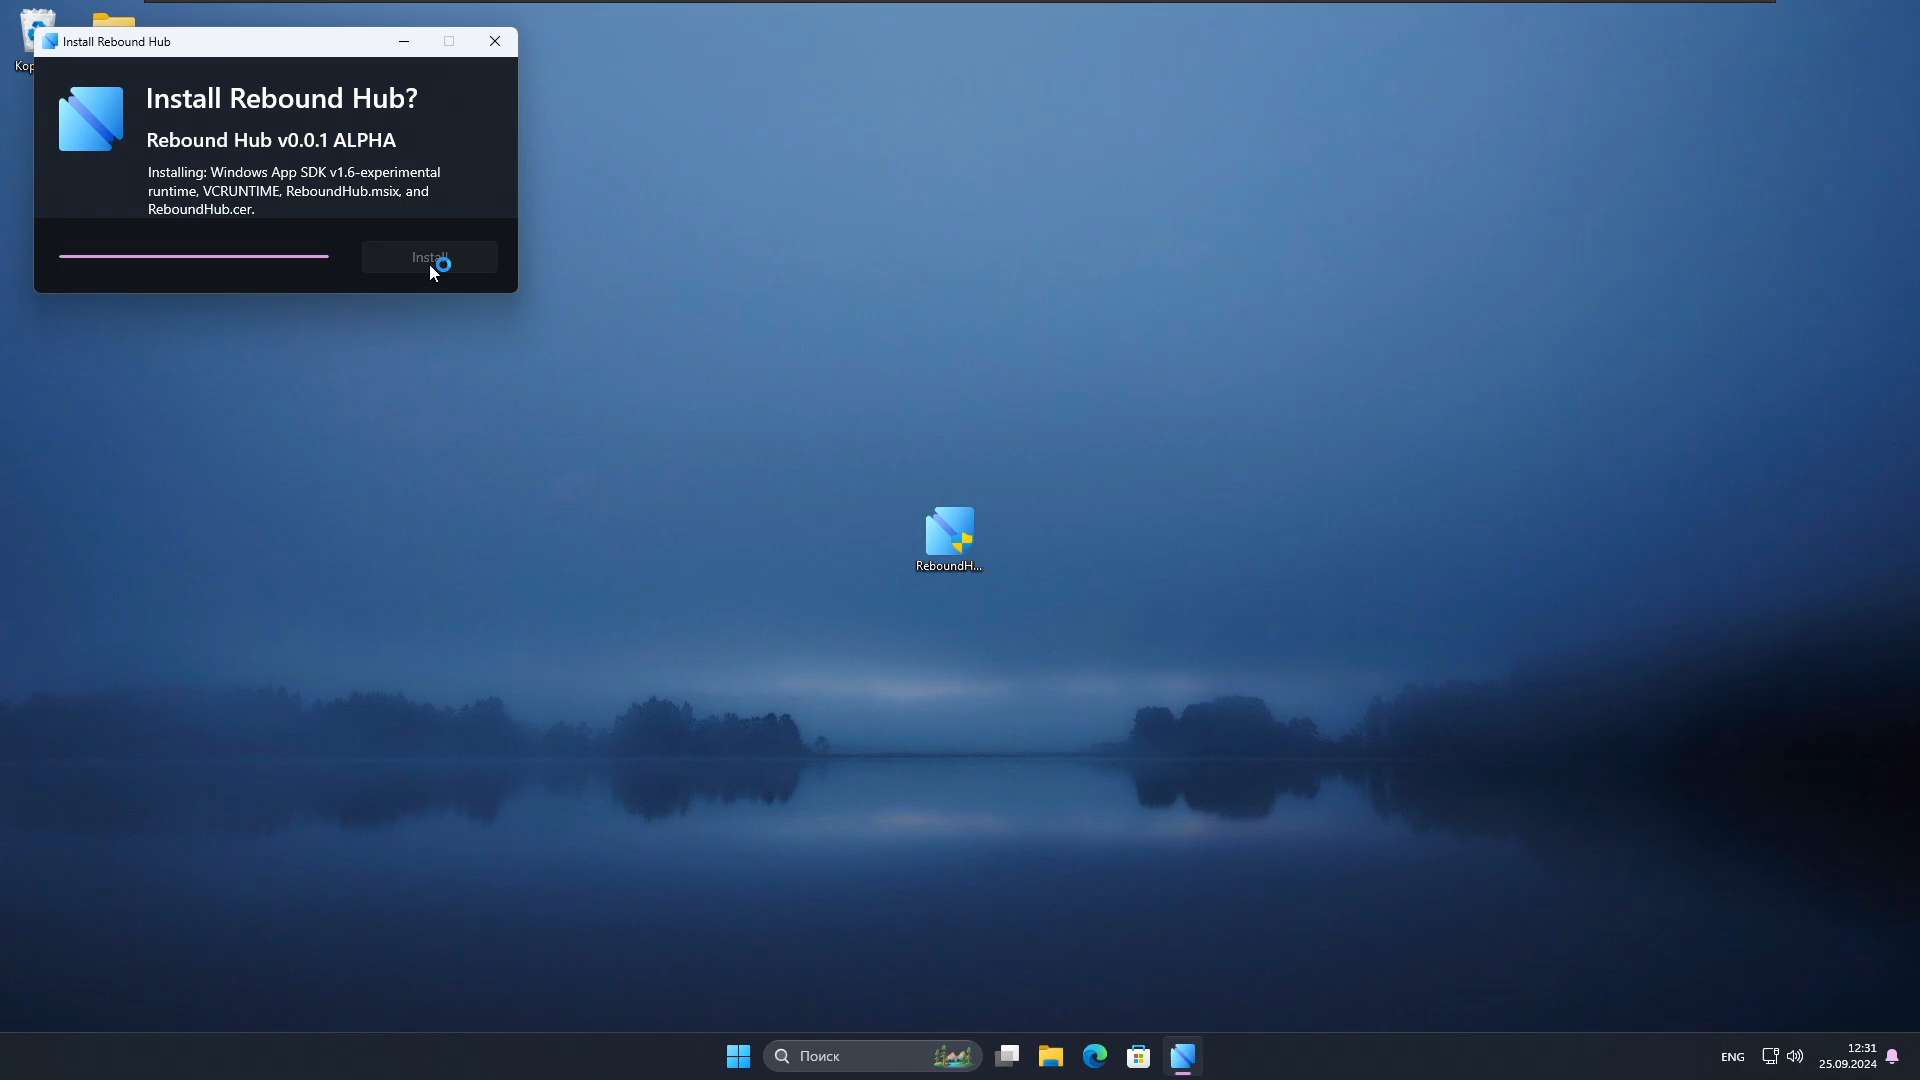 Install Rebound Hub
Кор
Install Rebound Hub?
Rebound Hub v0.0.1 ALPHA
Installing: Windows App SDK v1.6-experimental
runtime, VCRUNTIME, ReboundHub.msix, and
ReboundHub.cer.
Install
ReboundH...
Поиск
ENG
12:31
25.09.2024